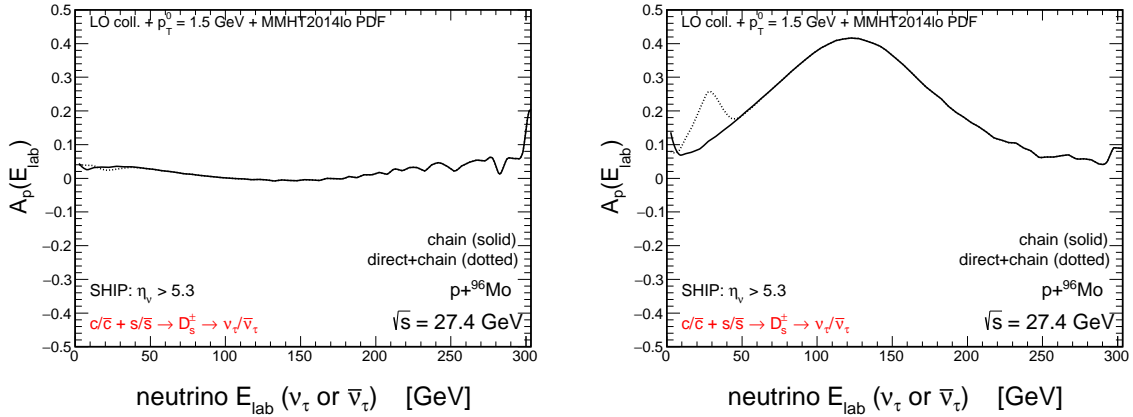 LO coll. + p_T^0 = 1.5 GeV + MMHT2014lo PDF
0.5
0.4
0.3
0.2
0.1
0
−0.1
−0.2
−0.3
−0.4
−0.5
A_p(E_lab)
chain (solid)
direct+chain (dotted)
SHIP: η_ν > 5.3
p+⁹⁶Mo
c/c̅ + s/s̅ → D_s^± → ν_τ/ν̅_τ
√s = 27.4 GeV
0 50 100 150 200 250 300
neutrino E_lab (ν_τ or ν̅_τ) [GeV]
LO coll. + p_T^0 = 1.5 GeV + MMHT2014lo PDF
0.5
0.4
0.3
0.2
0.1
0
−0.1
−0.2
−0.3
−0.4
−0.5
A_p(E_lab)
chain (solid)
direct+chain (dotted)
SHIP: η_ν > 5.3
p+⁹⁶Mo
c/c̅ + s/s̅ → D_s^± → ν_τ/ν̅_τ
√s = 27.4 GeV
0 50 100 150 200 250 300
neutrino E_lab (ν_τ or ν̅_τ) [GeV]